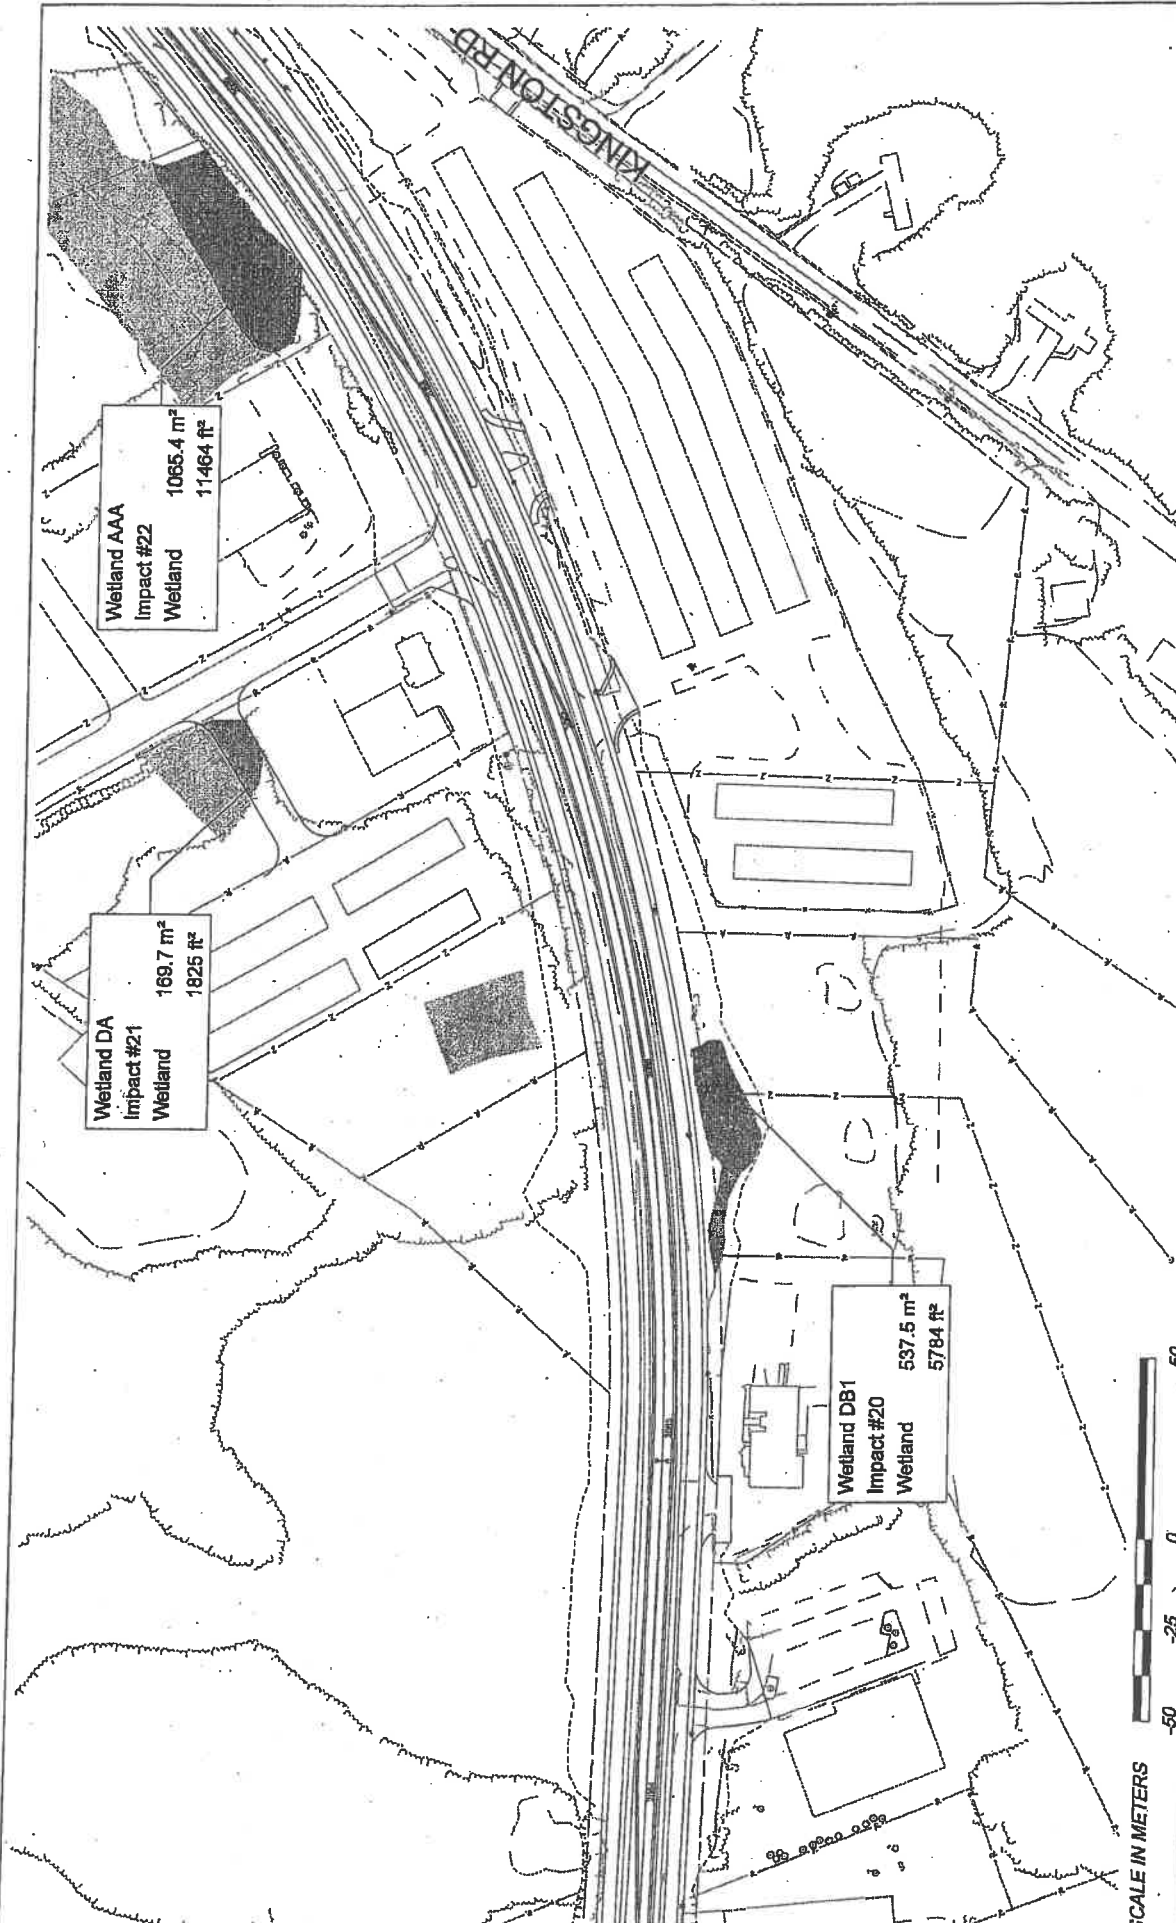 KINGSTON RD
Wetland AAA
Impact #22
Wetland 1065.4 m²
11464 ft²
Wetland DA
Impact #21
Wetland 169.7 m²
1825 ft²
Wetland DB1
Impact #20
Wetland 537.5 m²
5784 ft²
SCALE IN METERS
-50 -25 0 50